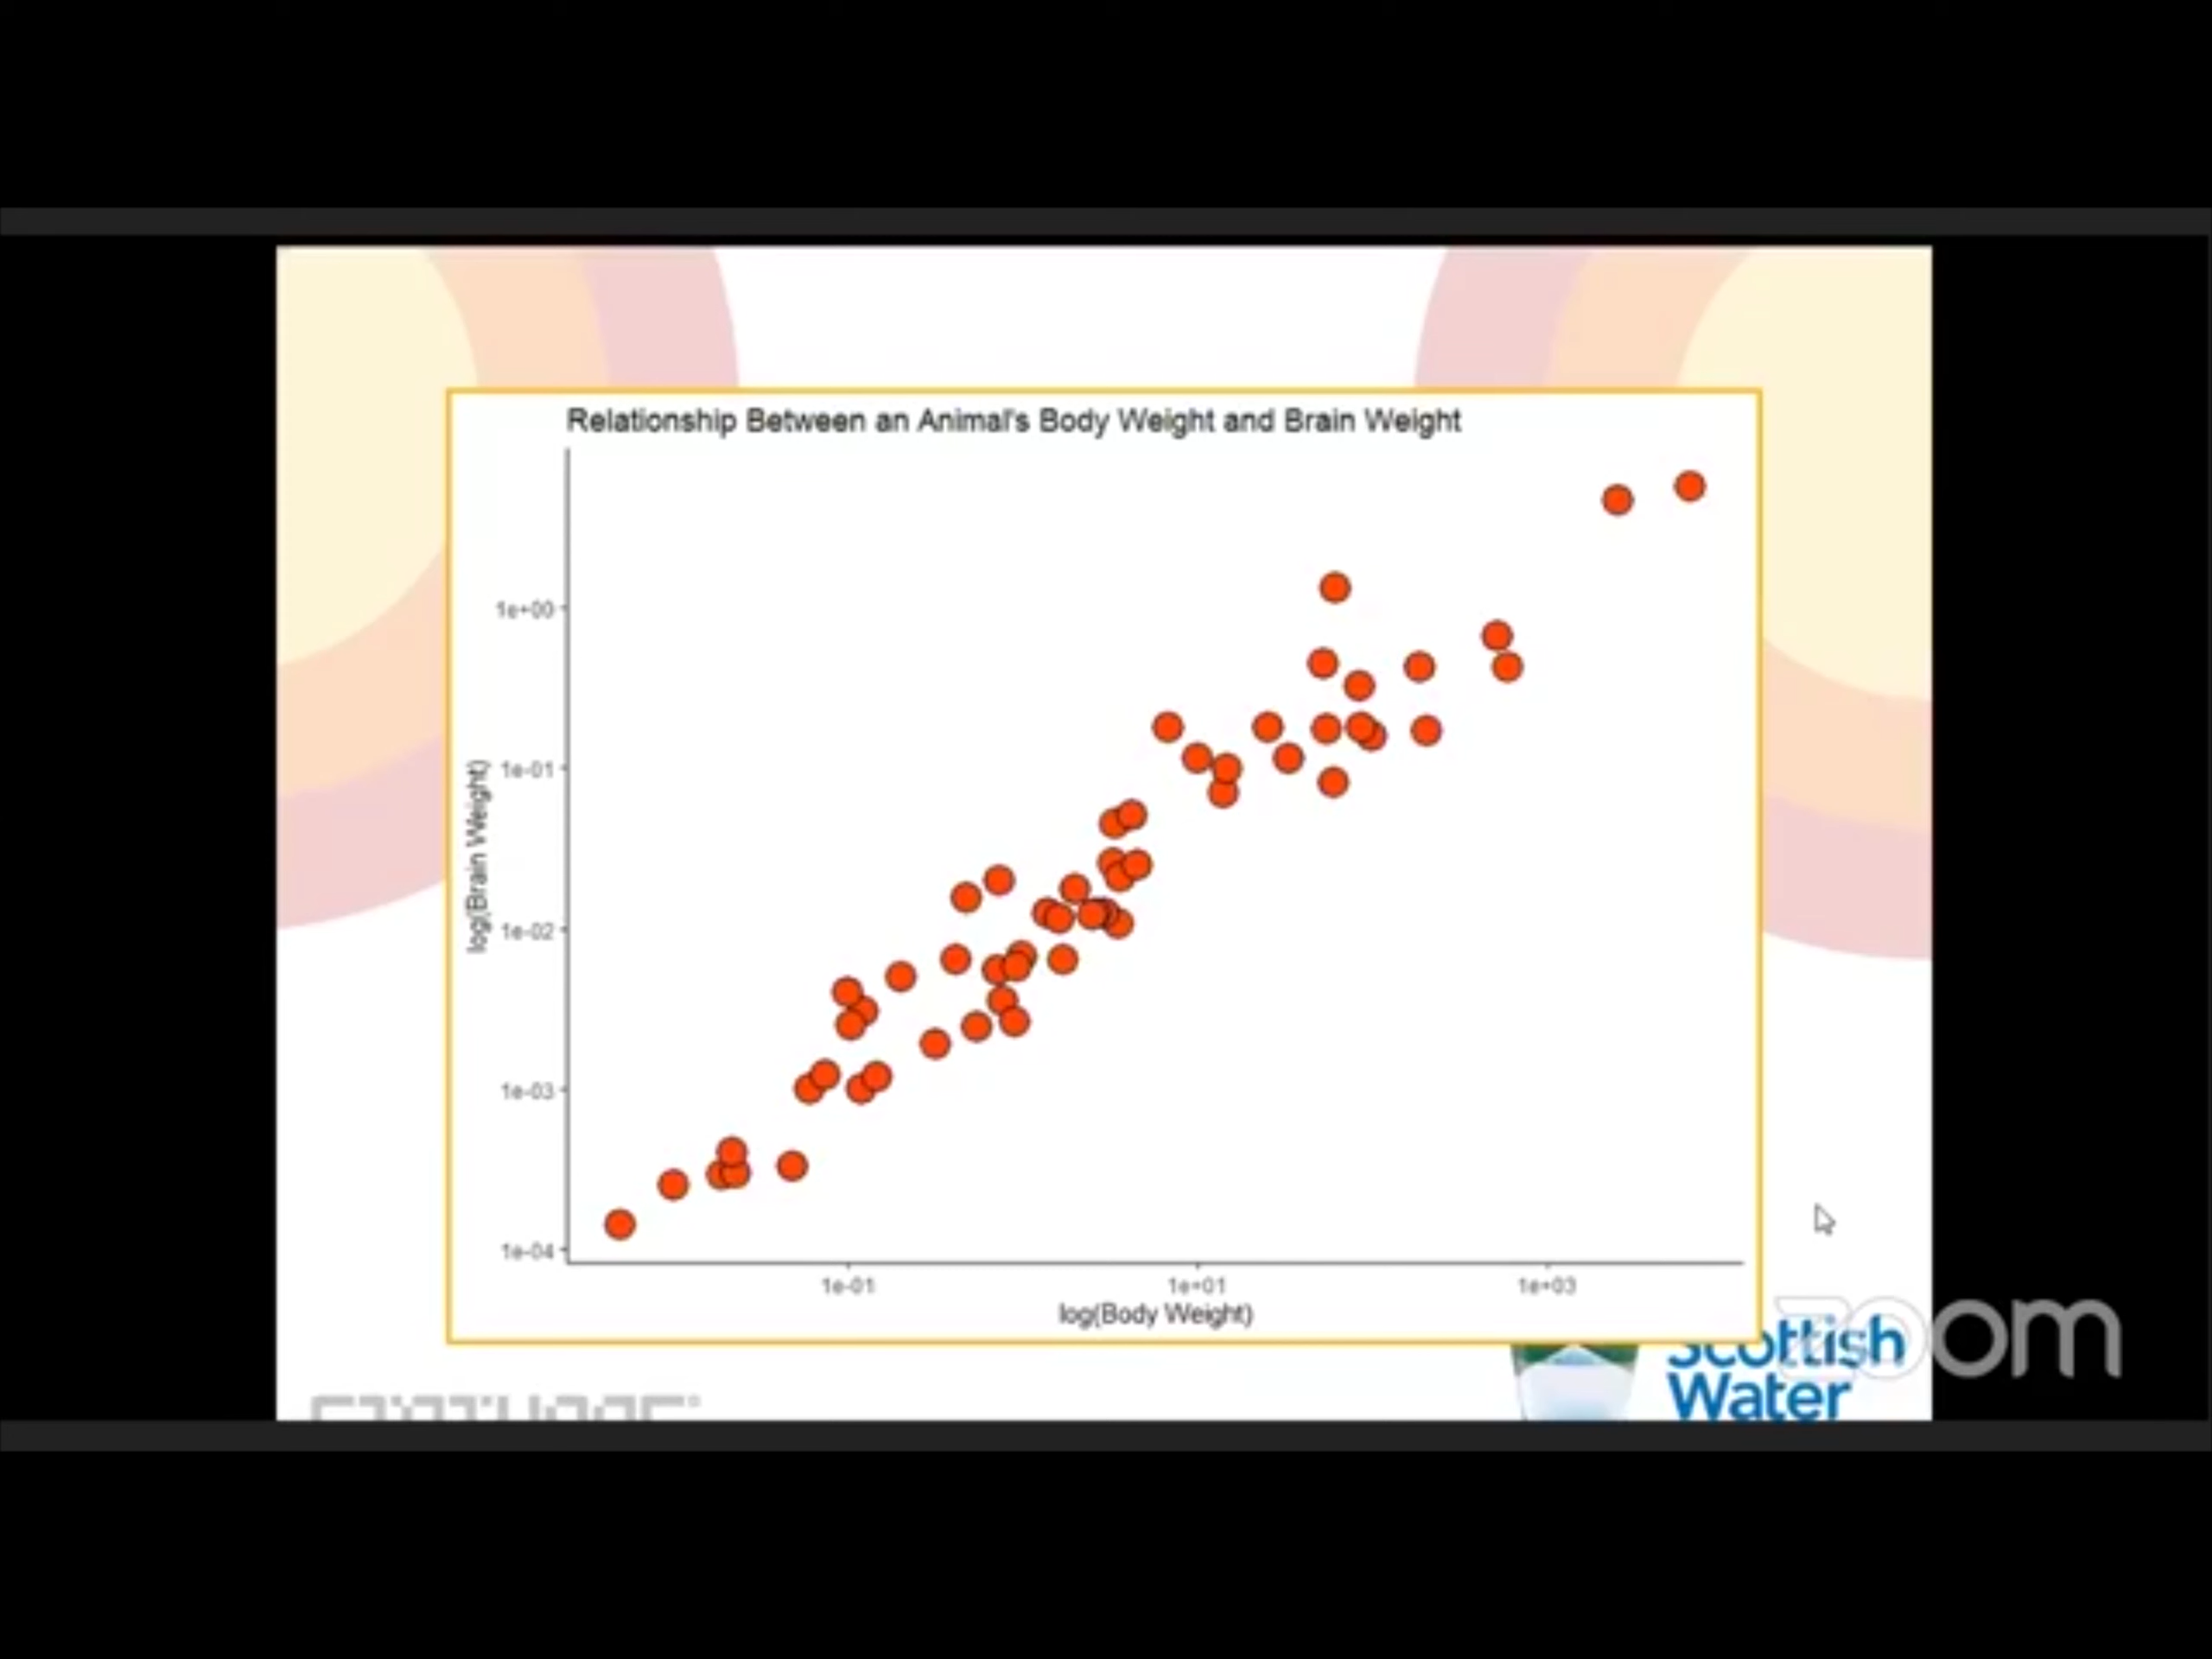 Relationship Between an Animal's Body Weight and Brain Weight
log(Brain Weight)
1e+00
1e-01
1e-02
1e-03
1e-04
1e-01
1e+01
1e+03
log(Body Weight)
zoom
Scottish
Water